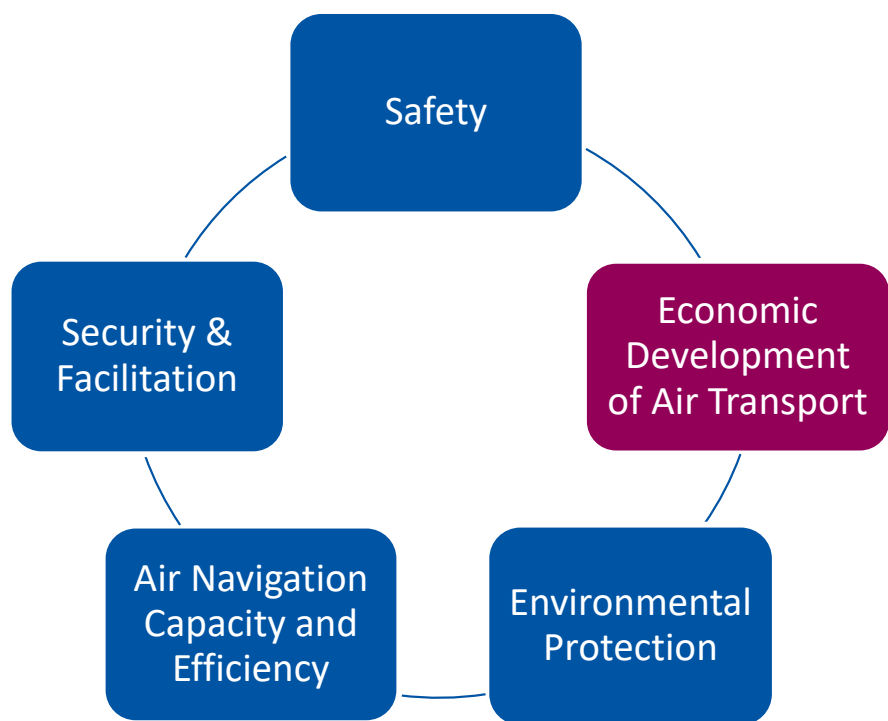 Safety
Security &
Facilitation
Economic
Development
of Air Transport
Air Navigation
Capacity and
Efficiency
Environmental
Protection